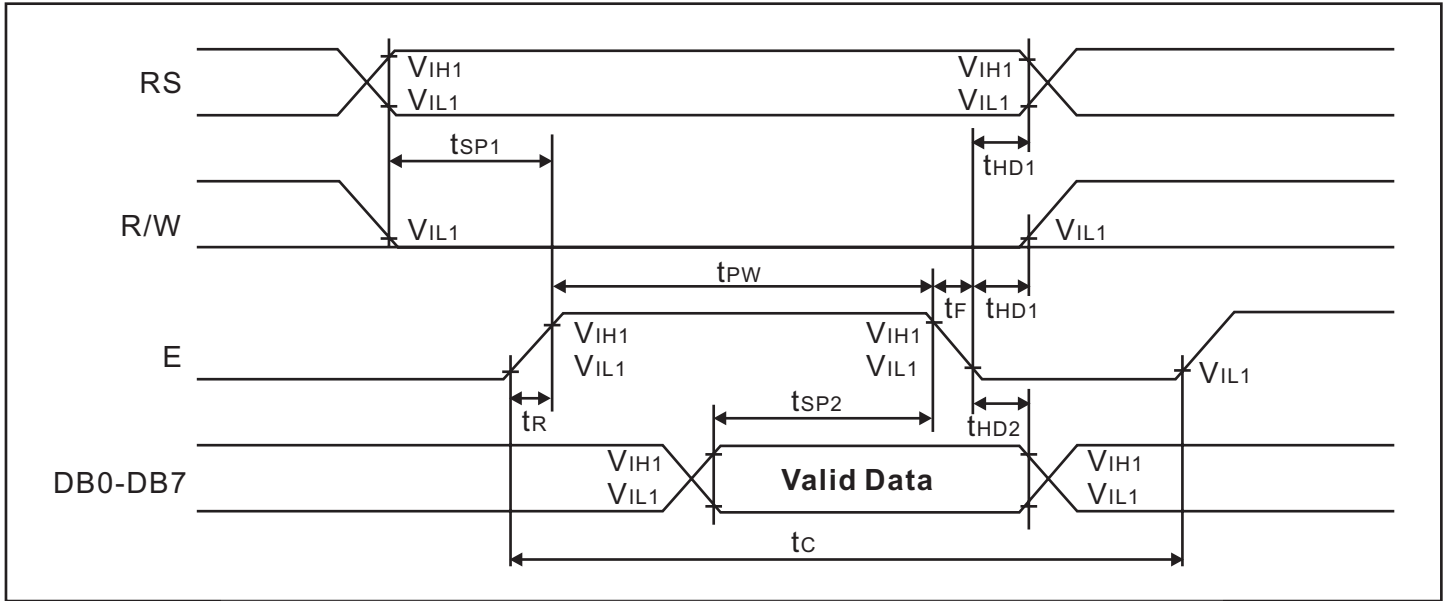 RS
VIH1
VIL1
VIH1
VIL1
tSP1
tHD1
R/W
VIL1
VIL1
tPW
tF
tHD1
E
VIH1
VIL1
VIH1
VIL1
VIL1
tR
tSP2
tHD2
DB0-DB7
VIH1
VIL1
Valid Data
VIH1
VIL1
tC